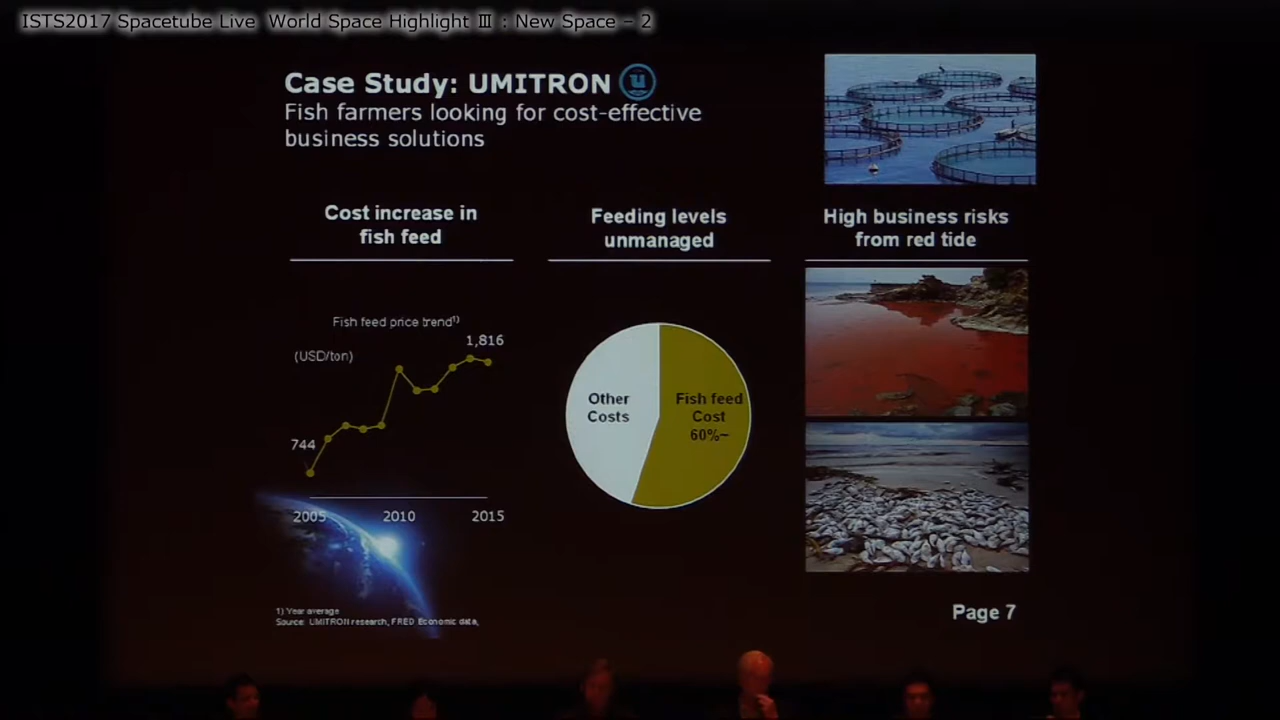 ISTS2017 Spacetube Live World Space Highlight Ⅲ : New Space – 2
Case Study: UMITRON
u
Fish farmers looking for cost-effective
business solutions
Cost increase in
fish feed
Fish feed price trend1)
(USD/ton)
1,816
744
2005
2010
2015
1) Year average
Source: UMITRON research, FRED Economic data,
Feeding levels
unmanaged
Other
Costs
Fish feed
Cost
60%~
High business risks
from red tide
Page 7